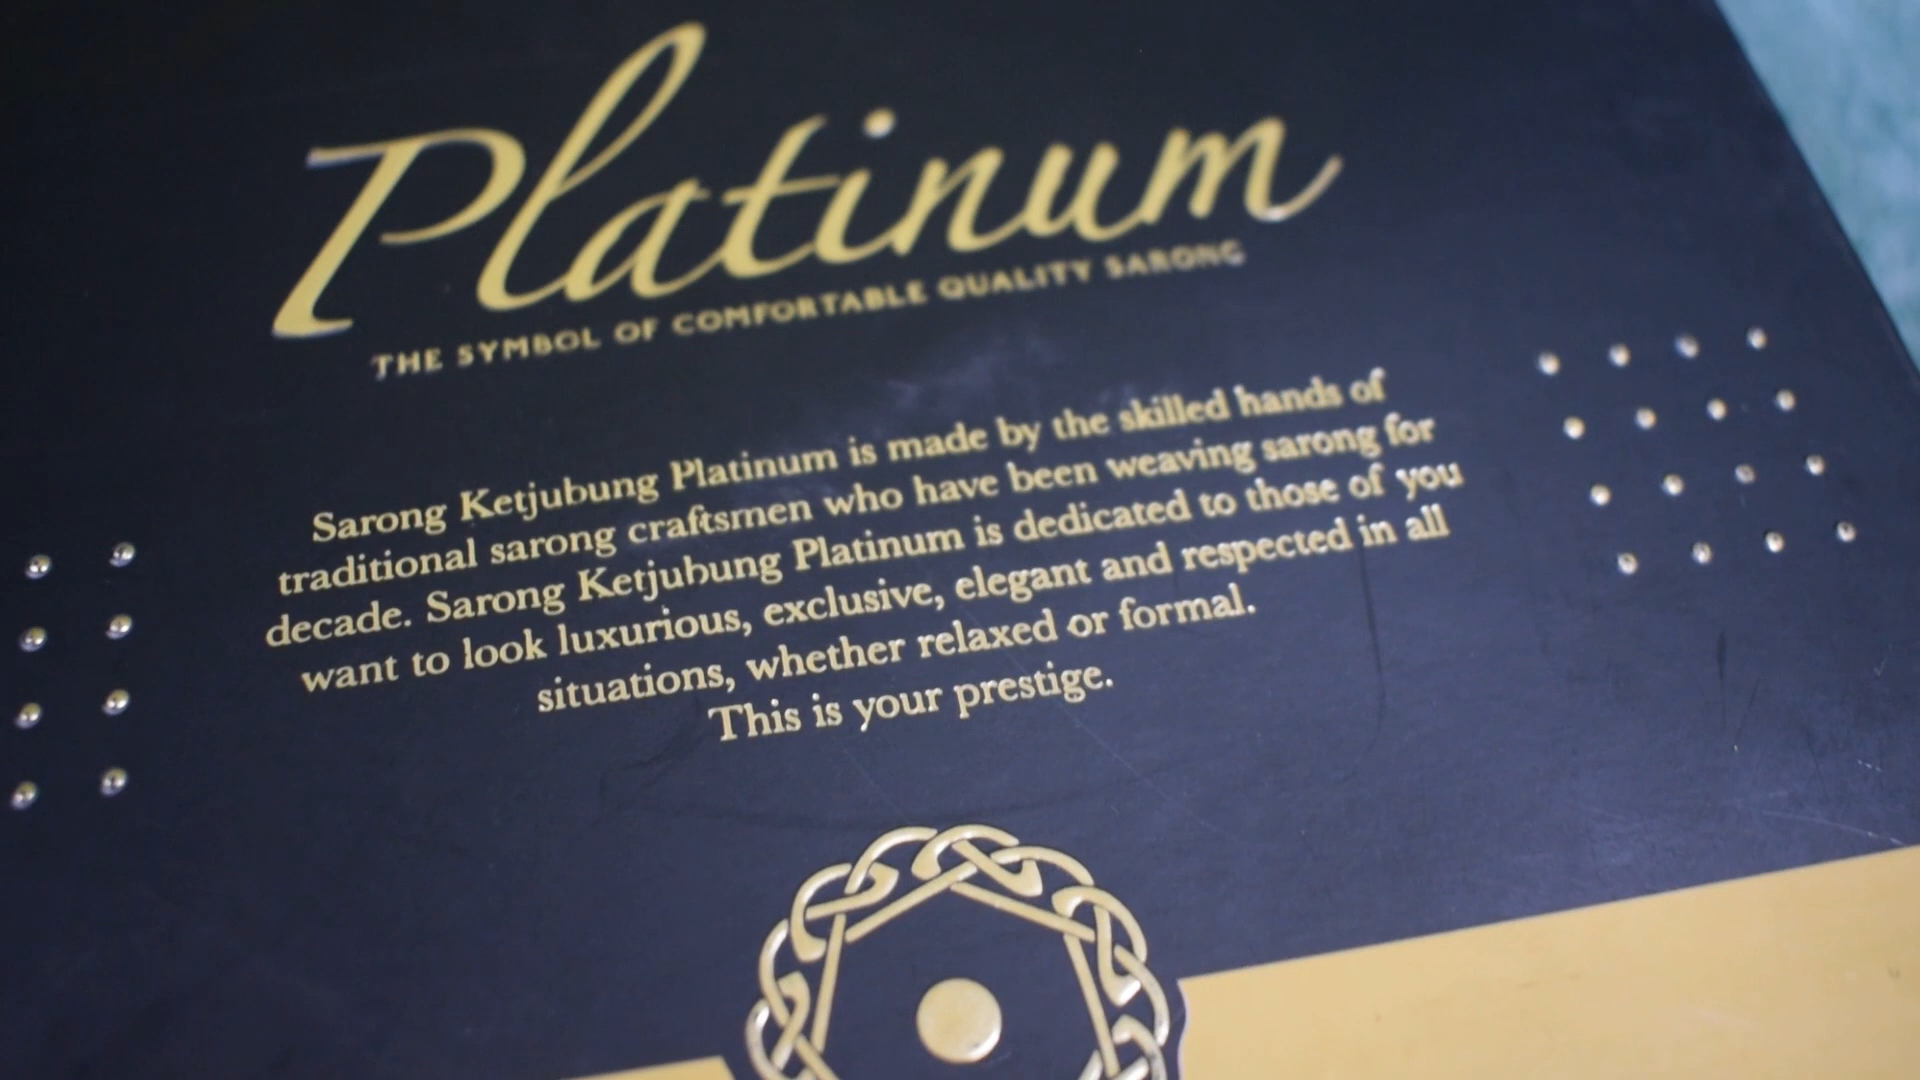 Platinum
THE SYMBOL OF COMFORTABLE QUALITY SARONG
Sarong Ketjubung Platinum is made by the skilled hands of
traditional sarong craftsmen who have been weaving sarong for
decade. Sarong Ketjubung Platinum is dedicated to those of you
want to look luxurious, exclusive, elegant and respected in all
situations, whether relaxed or formal.
This is your prestige.